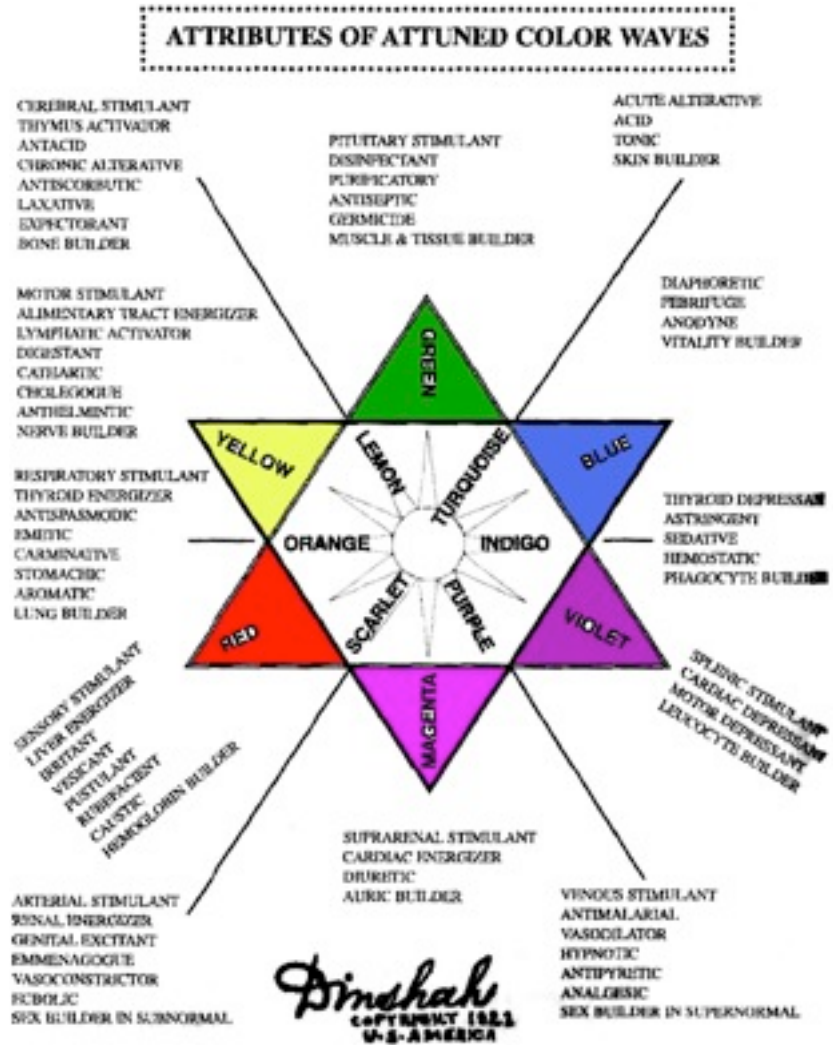 ATTRIBUTES OF ATTUNED COLOR WAVES
CEREBRAL STIMULANT
THYMUS ACTIVATOR
ANTACID
CHRONIC ALTERATIVE
ANTISCORBUTIC
LAXATIVE
EXPECTORANT
BONE BUILDER
PITUITARY STIMULANT
DISINFECTANT
PURIFICATORY
ANTISEPTIC
GERMICIDE
MUSCLE & TISSUE BUILDER
ACUTE ALTERATIVE
ACID
TONIC
SKIN BUILDER
MOTOR STIMULANT
ALIMENTARY TRACT ENERGIZER
LYMPHATIC ACTIVATOR
DIGESTANT
CATHARTIC
CHOLEGOGUE
ANTHELMINTIC
NERVE BUILDER
DIAPHORETIC
FEBRIFUGE
ANODYNE
VITALITY BUILDER
GREEN
YELLOW
LEMON
TURQUOISE
BLUE
RESPIRATORY STIMULANT
THYROID ENERGIZER
ANTISPASMODIC
EMETIC
CARMINATIVE
STOMACHIC
AROMATIC
LUNG BUILDER
ORANGE
INDIGO
THYROID DEPRESSANT
ASTRINGENT
SEDATIVE
HEMOSTATIC
PHAGOCYTE BUILDER
RED
SCARLET
PURPLE
VIOLET
MAGENTA
SENSORY STIMULANT
LIVER ENERGIZER
IRRITANT
VESICANT
PUSTULANT
RUBEFACIENT
CAUSTIC
HEMOGLOBIN BUILDER
SPLENIC STIMULANT
CARDIAC DEPRESSANT
MOTOR DEPRESSANT
LEUCOCYTE BUILDER
SUPRARENAL STIMULANT
CARDIAC ENERGIZER
DIURETIC
AURIC BUILDER
ARTERIAL STIMULANT
RENAL ENERGIZER
GENITAL EXCITANT
EMMENAGOGUE
VASOCONSTRICTOR
ECBOLIC
SEX BUILDER IN SUBNORMAL
VENOUS STIMULANT
ANTIMALARIAL
VASODILATOR
HYPNOTIC
ANTIPYRETIC
ANALGESIC
SEX BUILDER IN SUPERNORMAL
Dinshah
COPYRIGHT
U-S-AMERICA